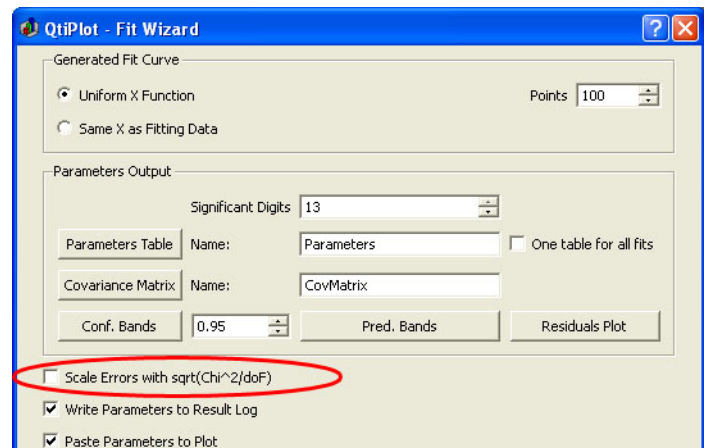 QtiPlot - Fit Wizard
Generated Fit Curve
Uniform X Function
Points 100
Same X as Fitting Data
Parameters Output
Significant Digits 13
Parameters Table Name: Parameters One table for all fits
Covariance Matrix Name: CovMatrix
Conf. Bands 0.95 Pred. Bands Residuals Plot
Scale Errors with sqrt(Chi^2/doF)
Write Parameters to Result Log
Paste Parameters to Plot